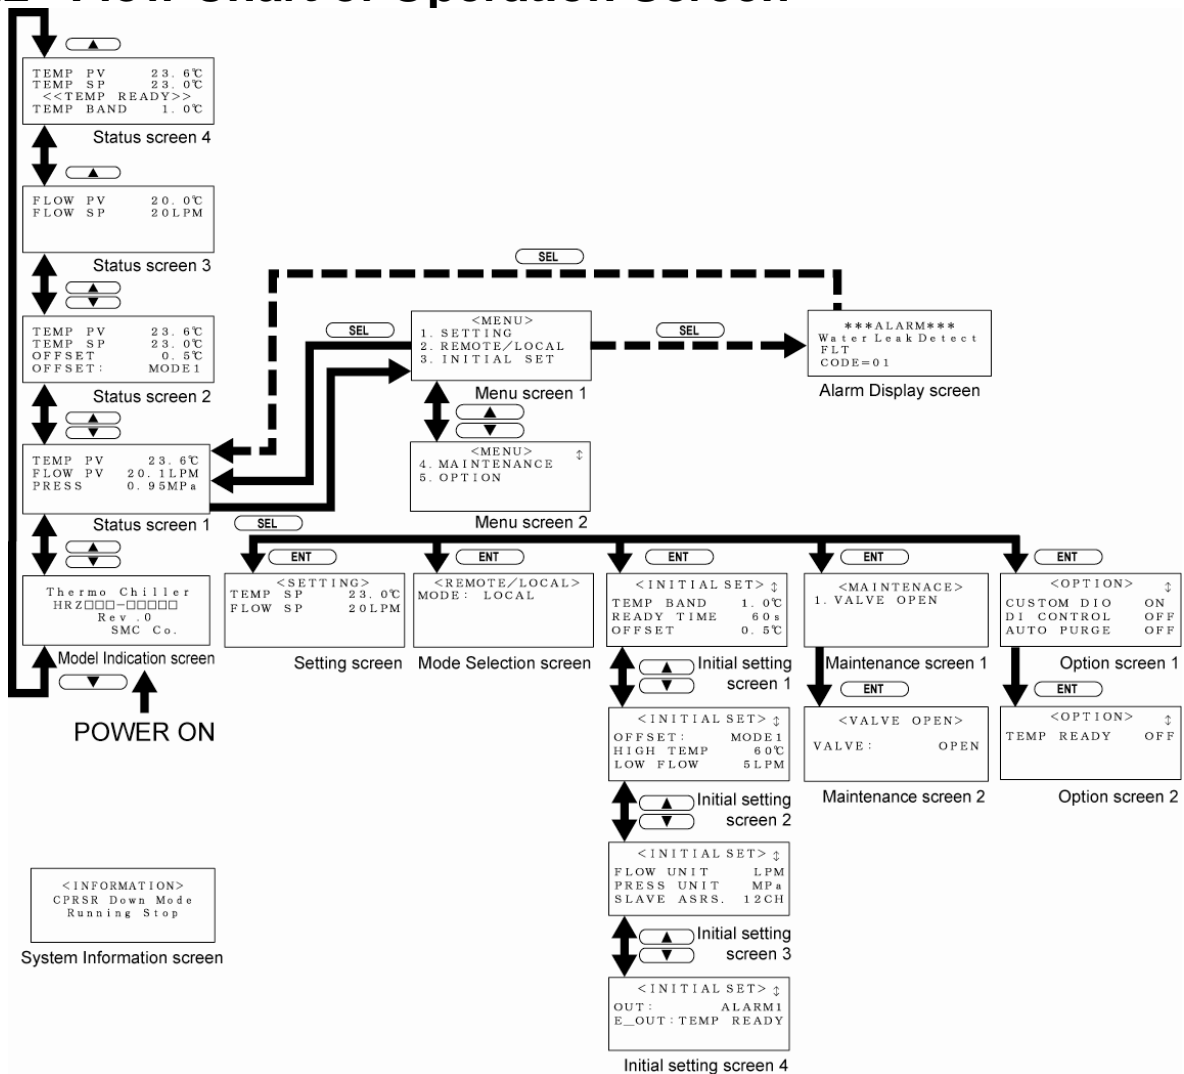 Flow Chart of Operation Screen
TEMP PV 23.6℃
TEMP SP 23.0℃
<<TEMP READY>>
TEMP BAND 1.0℃
Status screen 4
FLOW PV 20.0℃
FLOW SP 20LPM
Status screen 3
TEMP PV 23.6℃
TEMP SP 23.0℃
OFFSET 0.5℃
OFFSET: MODE1
Status screen 2
TEMP PV 23.6℃
FLOW PV 20.1LPM
PRESS 0.95MPa
Status screen 1
Thermo Chiller
HRZ□□□-□□□□□
Rev .0
SMC Co.
Model Indication screen
POWER ON
SEL
SEL
SEL
SEL
<MENU>
1. SETTING
2. REMOTE/LOCAL
3. INITIAL SET
Menu screen 1
<MENU> ↕
4. MAINTENANCE
5. OPTION
Menu screen 2
***ALARM***
Water Leak Detect
FLT
CODE=01
Alarm Display screen
ENT
ENT
ENT
ENT
ENT
<SETTING>
TEMP SP 23.0℃
FLOW SP 20LPM
Setting screen
<REMOTE/LOCAL>
MODE: LOCAL
Mode Selection screen
<INITIAL SET> ↕
TEMP BAND 1.0℃
READY TIME 60s
OFFSET 0.5℃
Initial setting
screen 1
<INITIAL SET> ↕
OFFSET: MODE1
HIGH TEMP 60℃
LOW FLOW 5LPM
Initial setting
screen 2
<INITIAL SET> ↕
FLOW UNIT LPM
PRESS UNIT MPa
SLAVE ASRS. 12CH
Initial setting
screen 3
<INITIAL SET> ↕
OUT: ALARM1
E_OUT:TEMP READY
Initial setting screen 4
<MAINTENACE>
1. VALVE OPEN
Maintenance screen 1
ENT
<VALVE OPEN>
VALVE: OPEN
Maintenance screen 2
<OPTION> ↕
CUSTOM DIO ON
DI CONTROL OFF
AUTO PURGE OFF
Option screen 1
ENT
<OPTION> ↕
TEMP READY OFF
Option screen 2
<INFORMATION>
CPRSR Down Mode
Running Stop
System Information screen